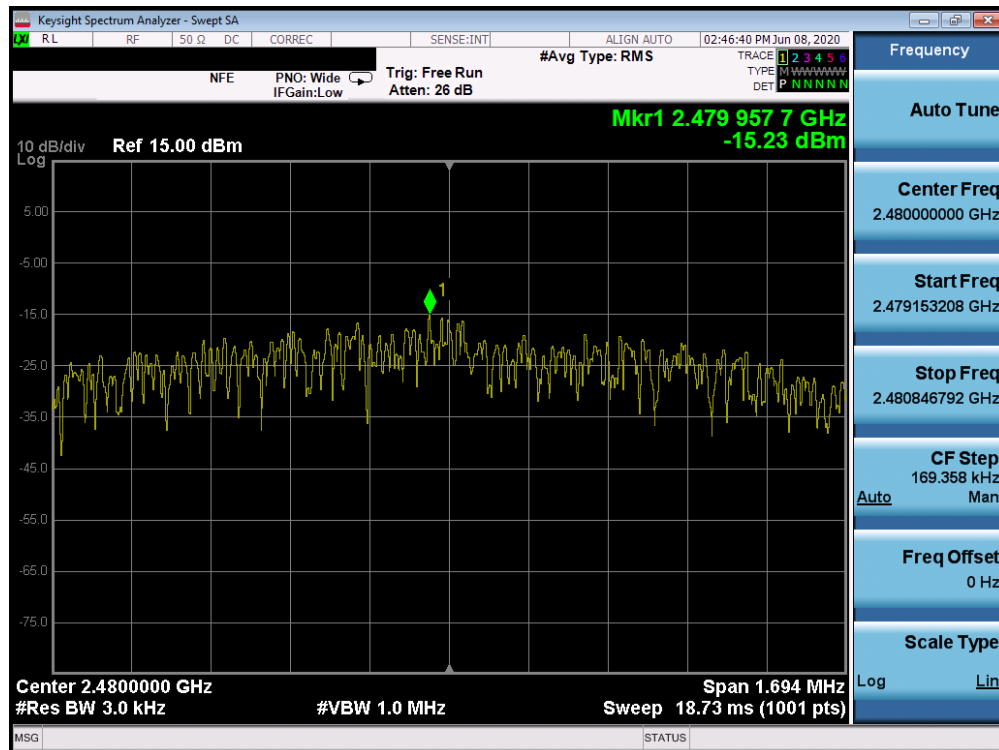 Keysight Spectrum Analyzer - Swept SA
LXI RL RF 50 Ω DC CORREC SENSE:INT ALIGN AUTO 02:46:40 PM Jun 08, 2020
#Avg Type: RMS
TRACE 1 2 3 4 5 6
TYPE M WWWWW
DET P N N N N N
NFE PNO: Wide Trig: Free Run
IFGain:Low Atten: 26 dB
Mkr1 2.479 957 7 GHz
-15.23 dBm
10 dB/div Ref 15.00 dBm
Log
5.00
-5.00
1
-15.0
-25.0
-35.0
-45.0
-55.0
-65.0
-75.0
Center 2.4800000 GHz Span 1.694 MHz
#Res BW 3.0 kHz #VBW 1.0 MHz Sweep 18.73 ms (1001 pts)
MSG STATUS
Frequency
Auto Tune
Center Freq
2.480000000 GHz
Start Freq
2.479153208 GHz
Stop Freq
2.480846792 GHz
CF Step
169.358 kHz
Auto Man
Freq Offset
0 Hz
Scale Type
Log Lin